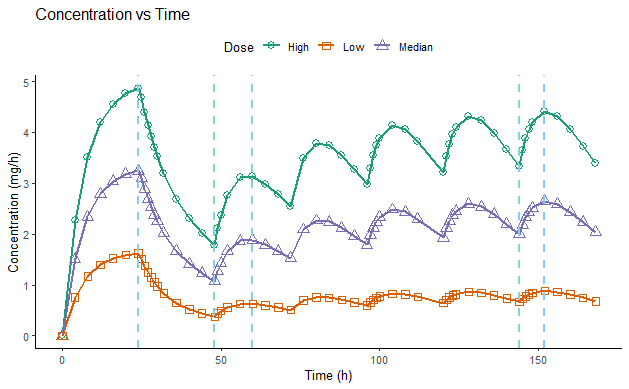 Concentration vs Time
Dose High Low Median
Concentration (mg/h)
5
4
3
2
1
0
0 50 100 150
Time (h)